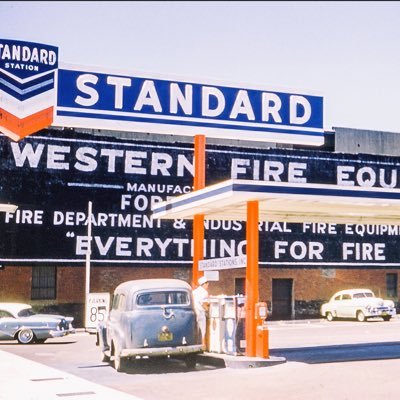 STANDARD
STATION
STANDARD
WESTERN FIRE EQU
MANUFAC
FOR
FIRE DEPARTMENT & INDUSTRIAL FIRE EQUIPME
"EVERYTHING FOR FIRE
STANDARD STATIONS INC.
85